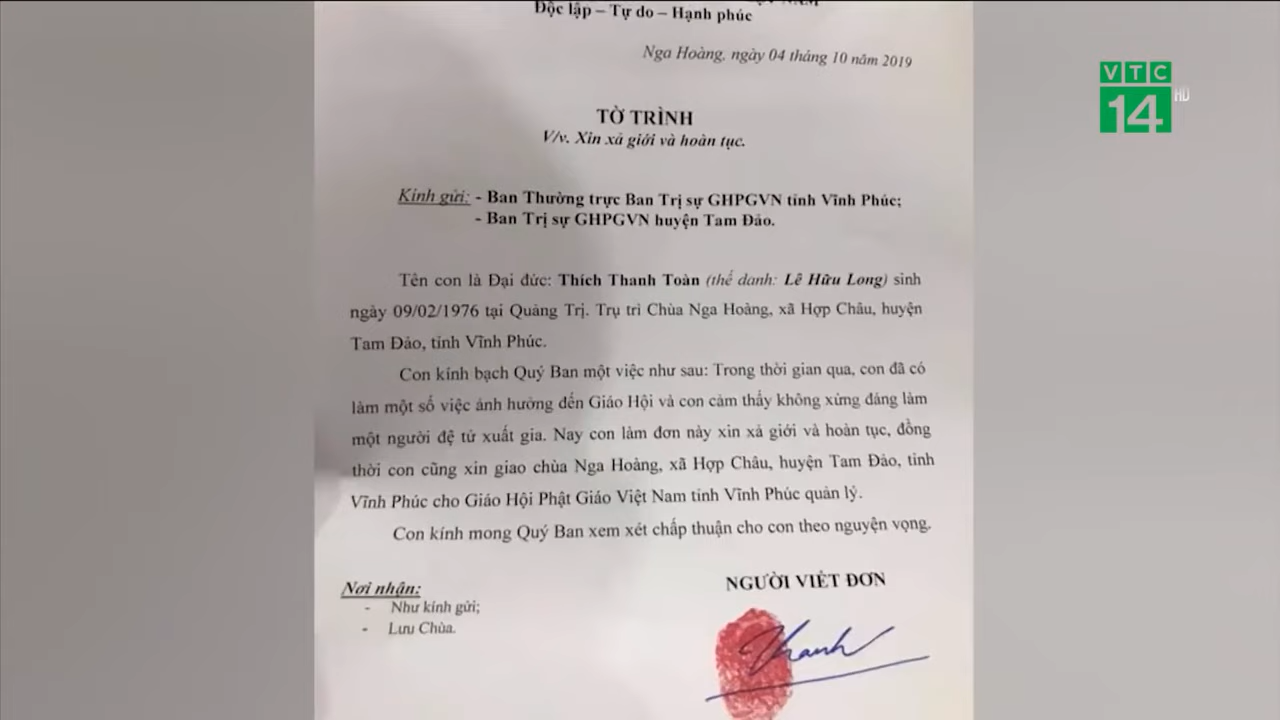 Độc lập – Tự do – Hạnh phúc
Nga Hoàng, ngày 04 tháng 10 năm 2019
VTC
14
HD
TỜ TRÌNH
V/v. Xin xả giới và hoàn tục.
Kính gửi: - Ban Thường trực Ban Trị sự GHPGVN tỉnh Vĩnh Phúc;
- Ban Trị sự GHPGVN huyện Tam Đảo.
Tên con là Đại đức: Thích Thanh Toàn (thế danh: Lê Hữu Long) sinh
ngày 09/02/1976 tại Quảng Trị. Trụ trì Chùa Nga Hoàng, xã Hợp Châu, huyện
Tam Đảo, tỉnh Vĩnh Phúc.
Con kính bạch Quý Ban một việc như sau: Trong thời gian qua, con đã có
làm một số việc ảnh hưởng đến Giáo Hội và con cảm thấy không xứng đáng làm
một người đệ tử xuất gia. Nay con làm đơn này xin xả giới và hoàn tục, đồng
thời con cũng xin giao chùa Nga Hoàng, xã Hợp Châu, huyện Tam Đảo, tỉnh
Vĩnh Phúc cho Giáo Hội Phật Giáo Việt Nam tỉnh Vĩnh Phúc quản lý.
Con kính mong Quý Ban xem xét chấp thuận cho con theo nguyện vọng.
Nơi nhận:
- Như kính gửi;
- Lưu Chùa.
NGƯỜI VIẾT ĐƠN
Thanh